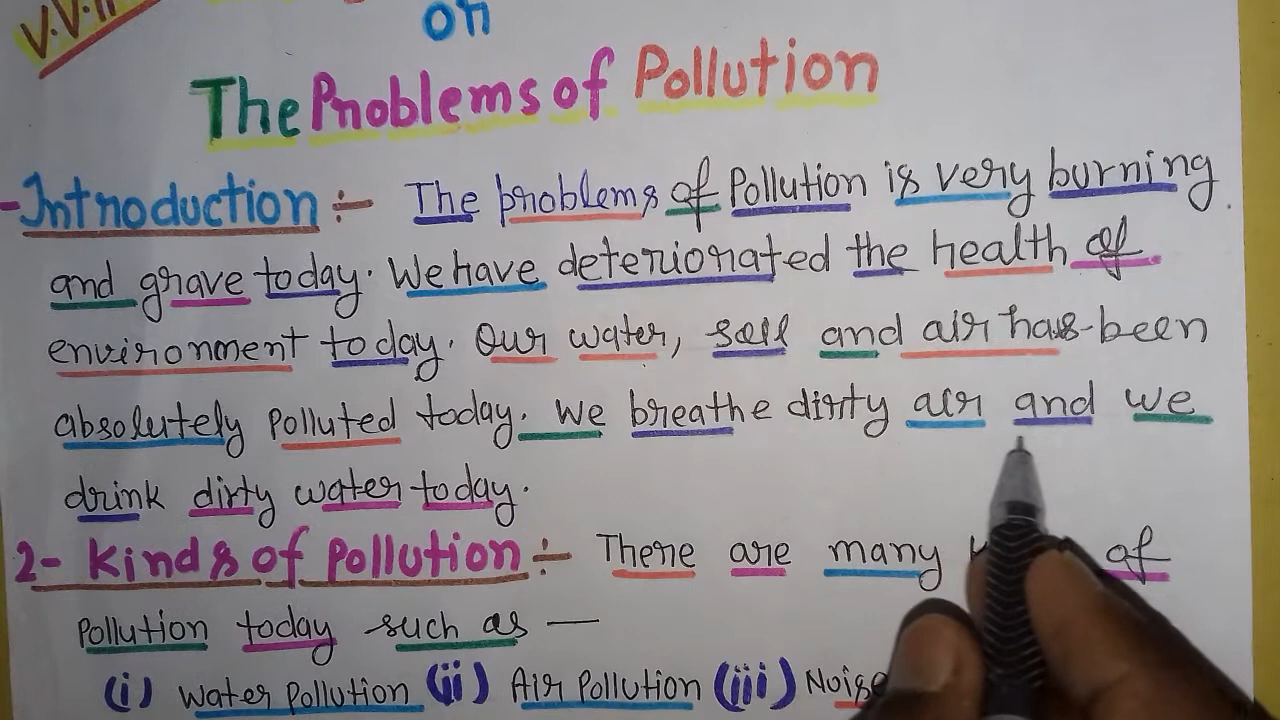 V.V.I
on
The Problems of Pollution
Introduction :- The problems of Pollution is very burning
and grave today. We have deteriorated the health of
environment today. Our water, soil and air has been
absolutely polluted today. We breathe dirty air and we
drink dirty water today.
2- Kinds of Pollution :- There are many of
Pollution today such as —
(i) Water Pollution (ii) Air Pollution (iii) Noise